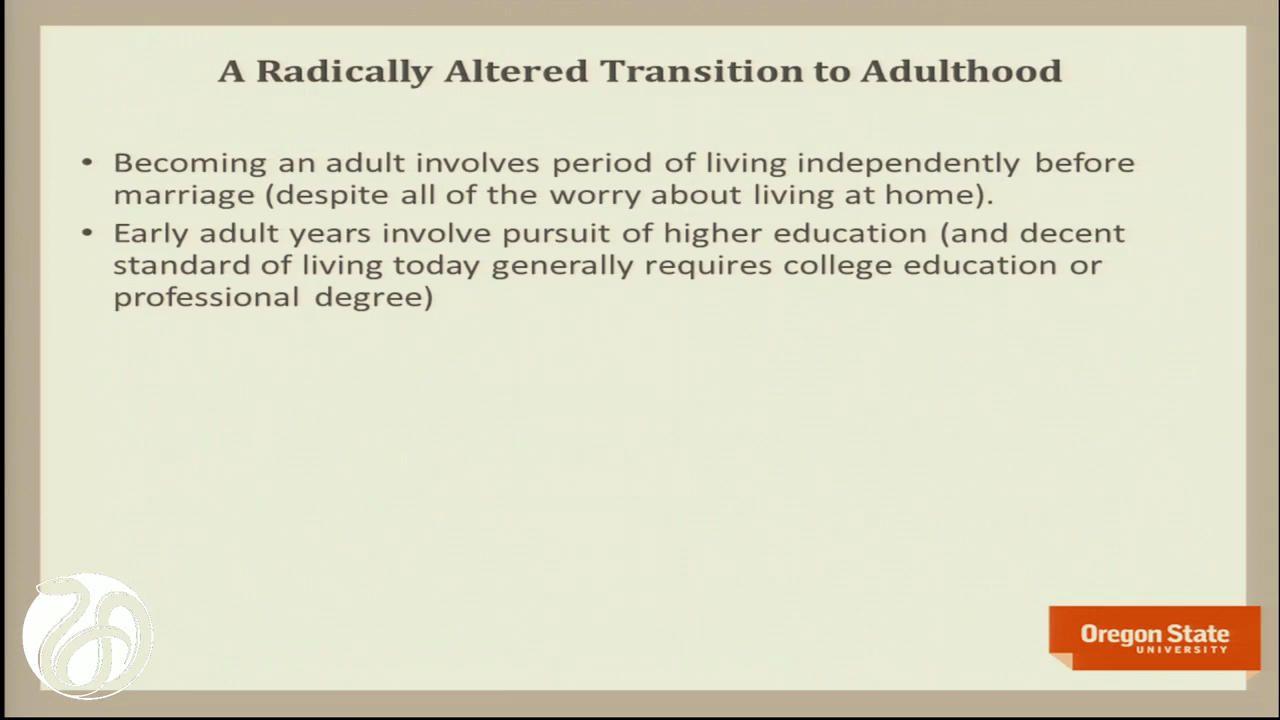 A Radically Altered Transition to Adulthood
• Becoming an adult involves period of living independently before
marriage (despite all of the worry about living at home).
• Early adult years involve pursuit of higher education (and decent
standard of living today generally requires college education or
professional degree)
Oregon State
UNIVERSITY